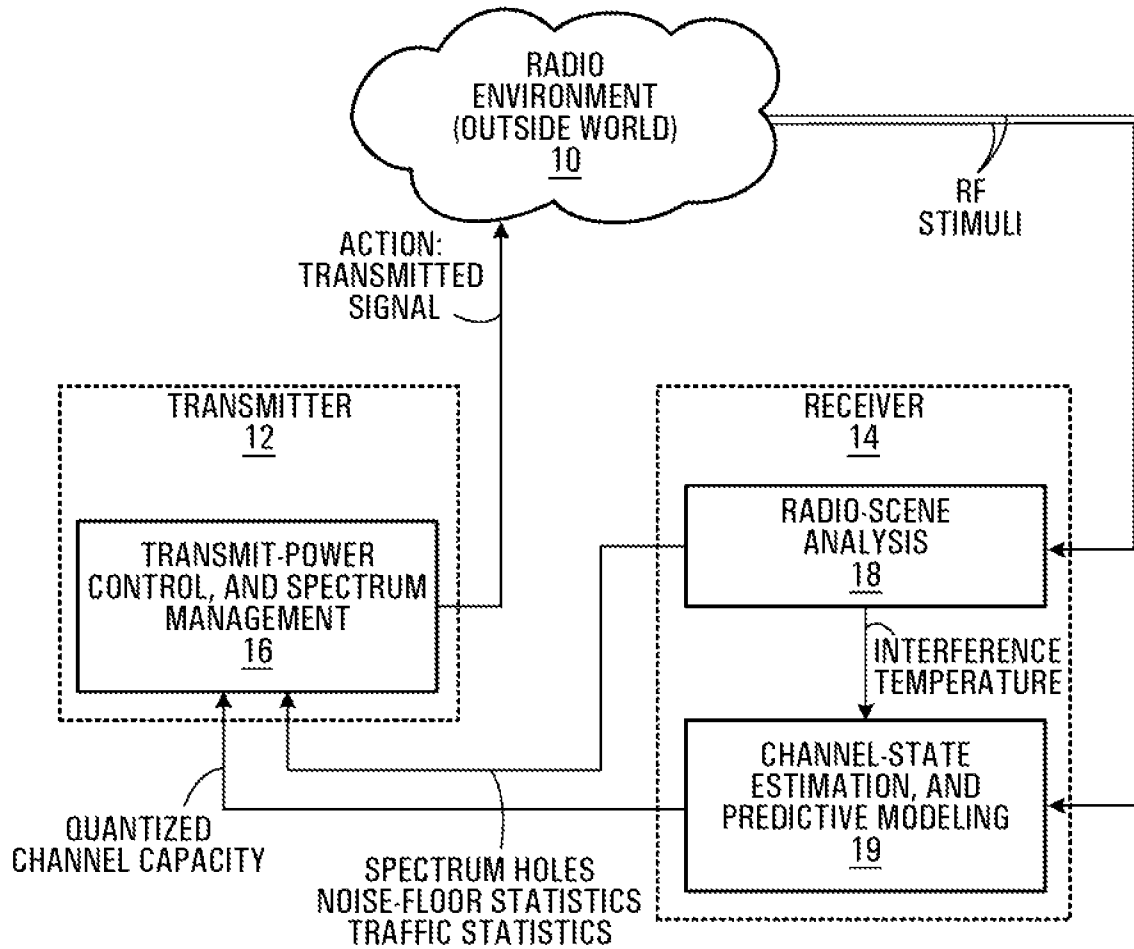 RADIO
ENVIRONMENT
(OUTSIDE WORLD)
10
RF
STIMULI
ACTION:
TRANSMITTED
SIGNAL
TRANSMITTER
12
TRANSMIT-POWER
CONTROL, AND SPECTRUM
MANAGEMENT
16
RECEIVER
14
RADIO-SCENE
ANALYSIS
18
INTERFERENCE
TEMPERATURE
CHANNEL-STATE
ESTIMATION, AND
PREDICTIVE MODELING
19
QUANTIZED
CHANNEL CAPACITY
SPECTRUM HOLES
NOISE-FLOOR STATISTICS
TRAFFIC STATISTICS